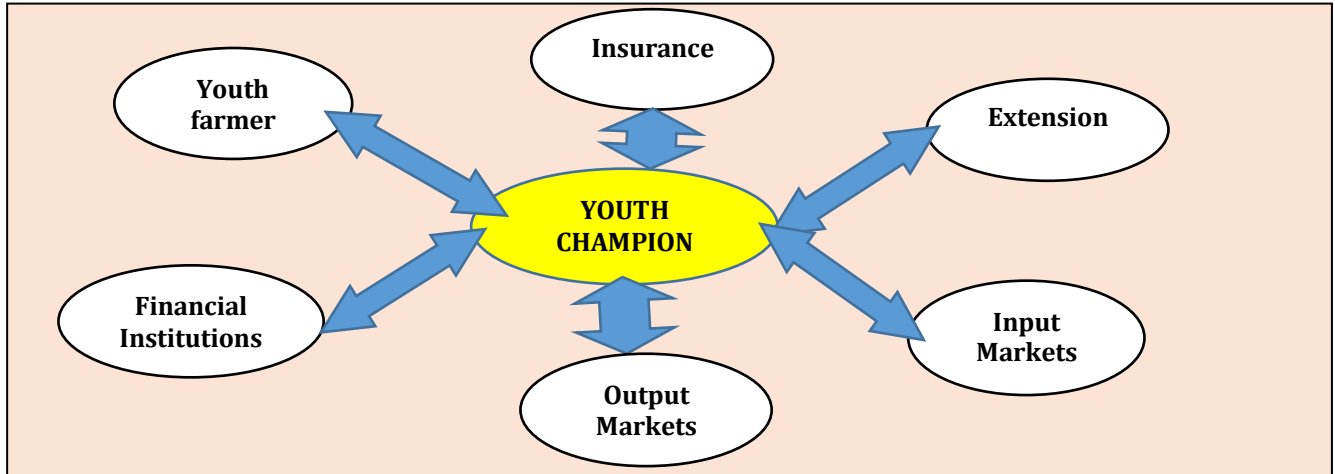 Insurance
Youth
farmer
Extension
YOUTH
CHAMPION
Financial
Institutions
Input
Markets
Output
Markets